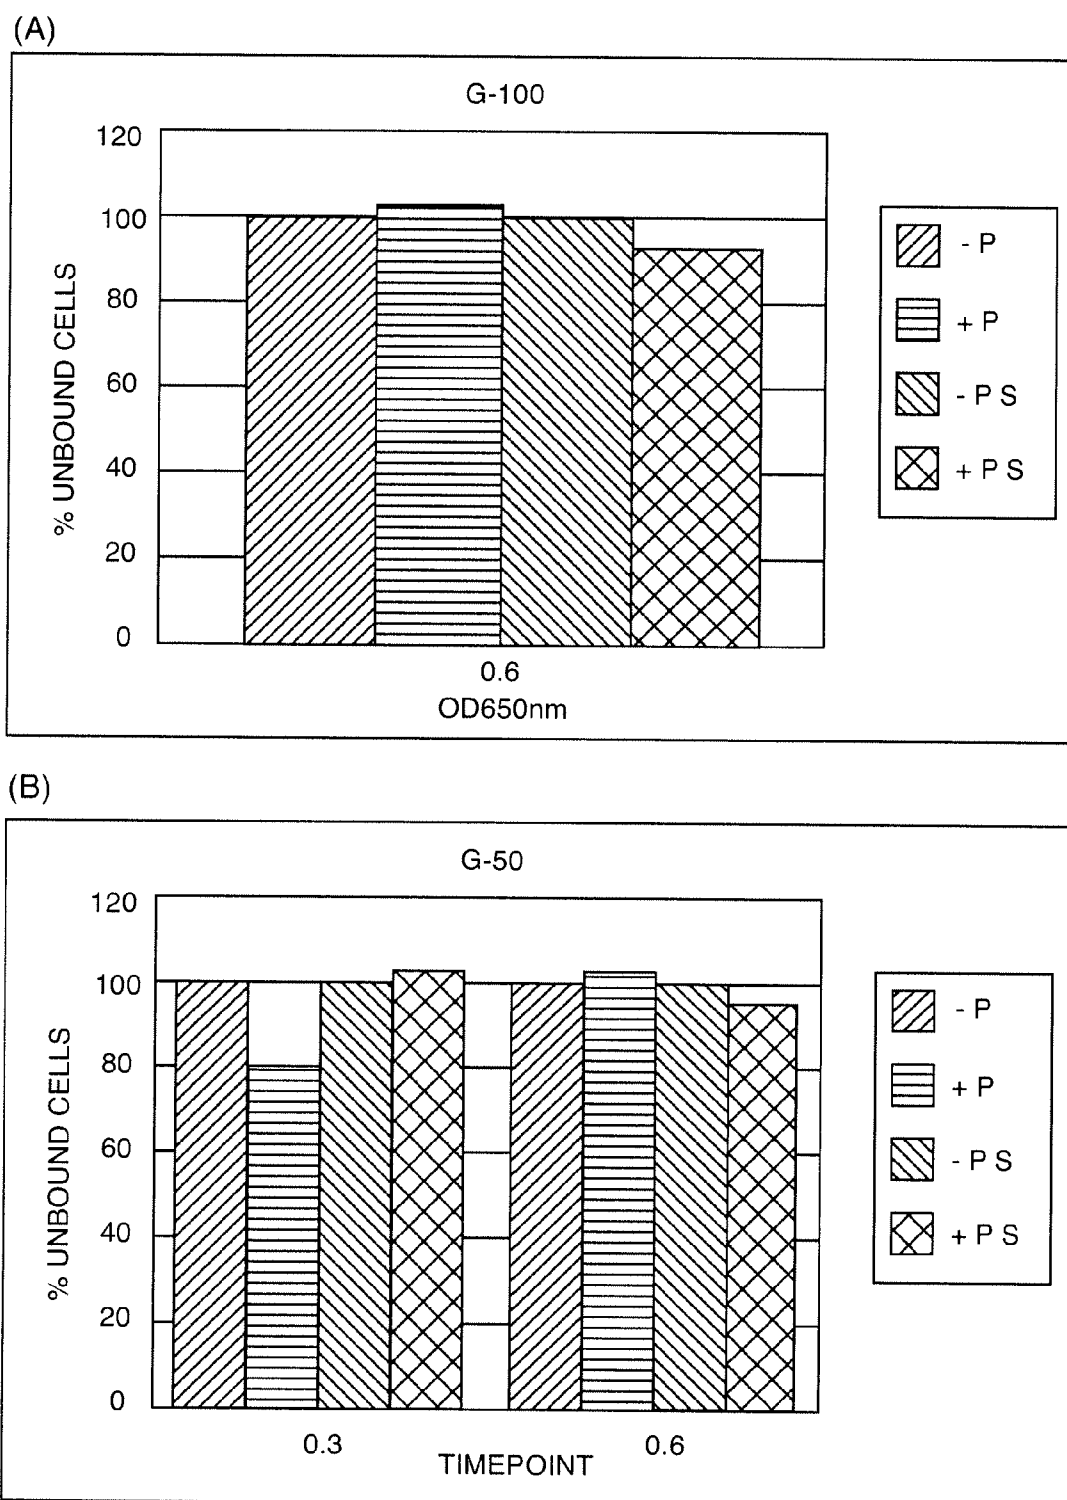 (A)
G-100
120
100
80
60
40
20
0
% UNBOUND CELLS
0.6
OD650nm
- P
+ P
- P S
+ P S
(B)
G-50
120
100
80
60
40
20
0
% UNBOUND CELLS
0.3
0.6
TIMEPOINT
- P
+ P
- P S
+ P S